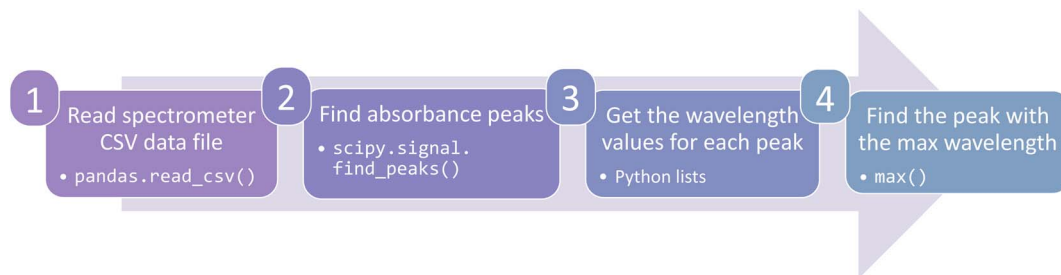 1
Read spectrometer
CSV data file
• pandas.read_csv()
2
Find absorbance peaks
• scipy.signal.
find_peaks()
3
Get the wavelength
values for each peak
• Python lists
4
Find the peak with
the max wavelength
• max()